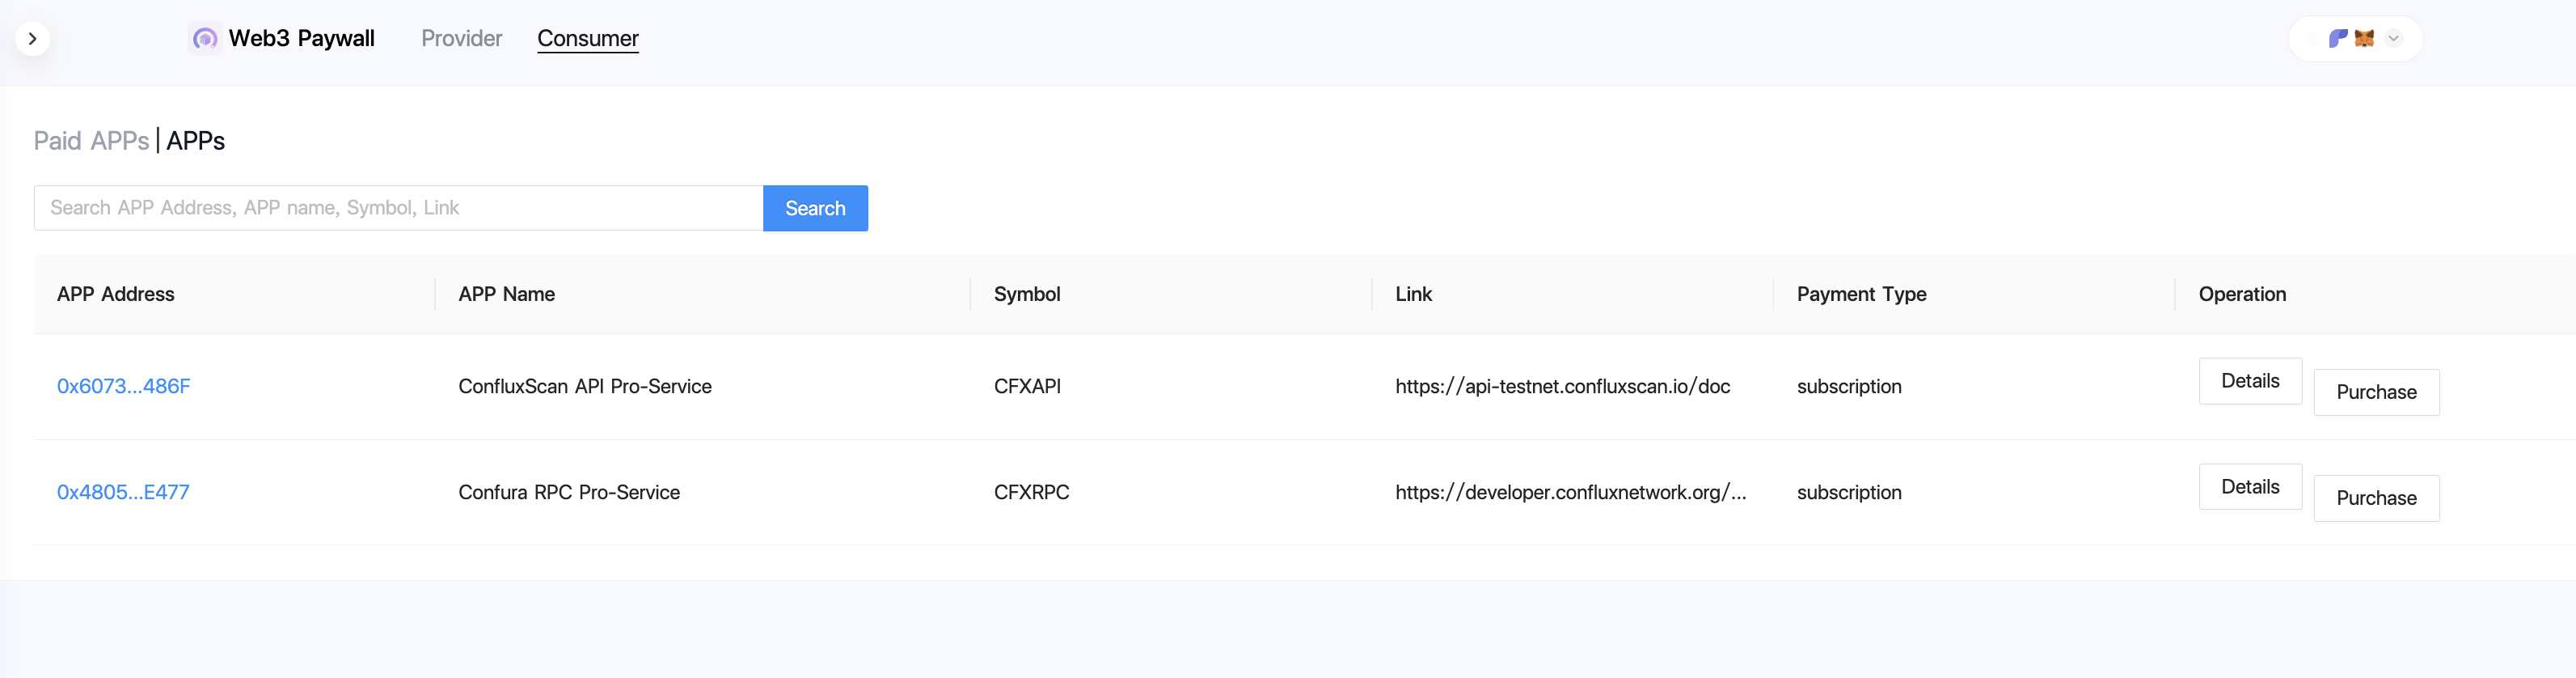 Web3 Paywall Provider Consumer
Paid APPs | APPs
Search APP Address, APP name, Symbol, Link Search
APP Address APP Name Symbol Link Payment Type Operation
0x6073...486F ConfluxScan API Pro-Service CFXAPI https://api-testnet.confluxscan.io/doc subscription Details Purchase
0x4805...E477 Confura RPC Pro-Service CFXRPC https://developer.confluxnetwork.org/... subscription Details Purchase